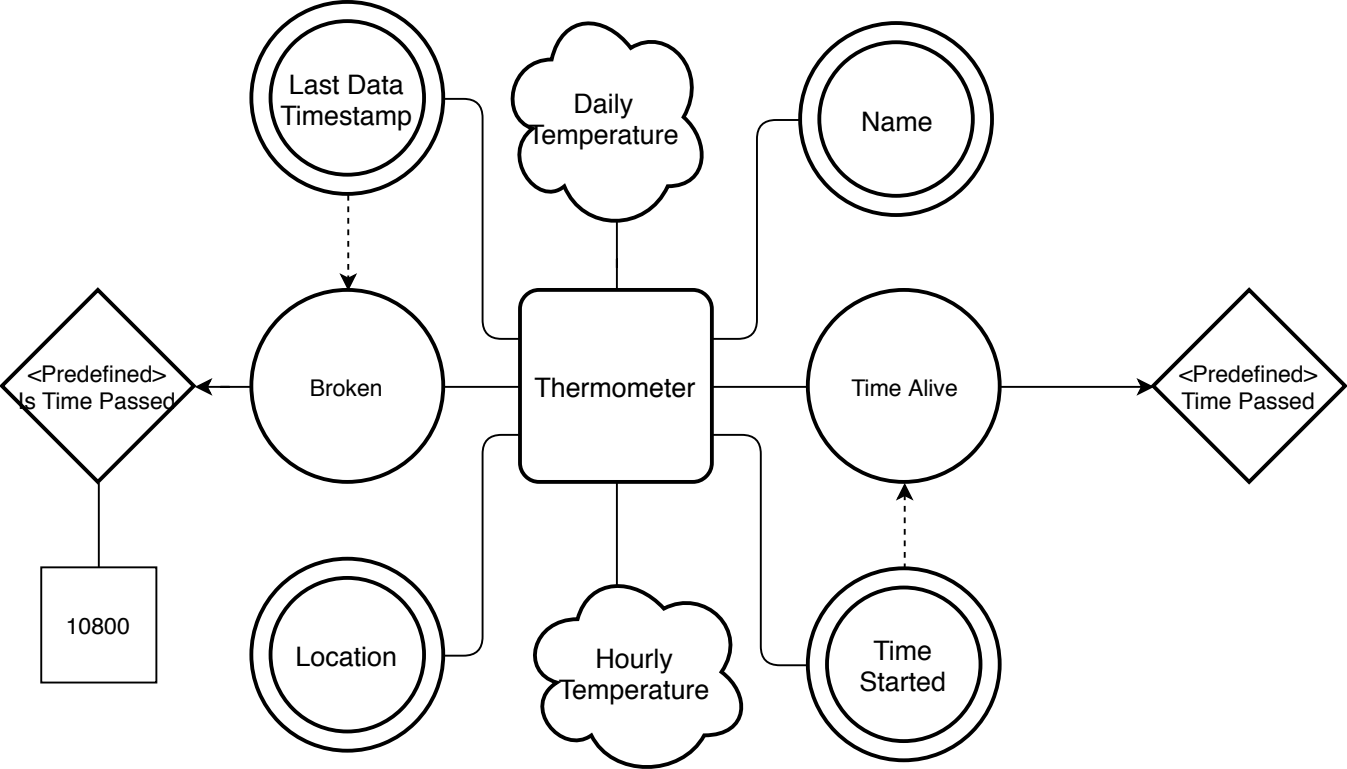 Last Data
Timestamp
Daily
Temperature
Name
<Predefined>
Is Time Passed
Broken
Thermometer
Time Alive
<Predefined>
Time Passed
10800
Location
Hourly
Temperature
Time
Started